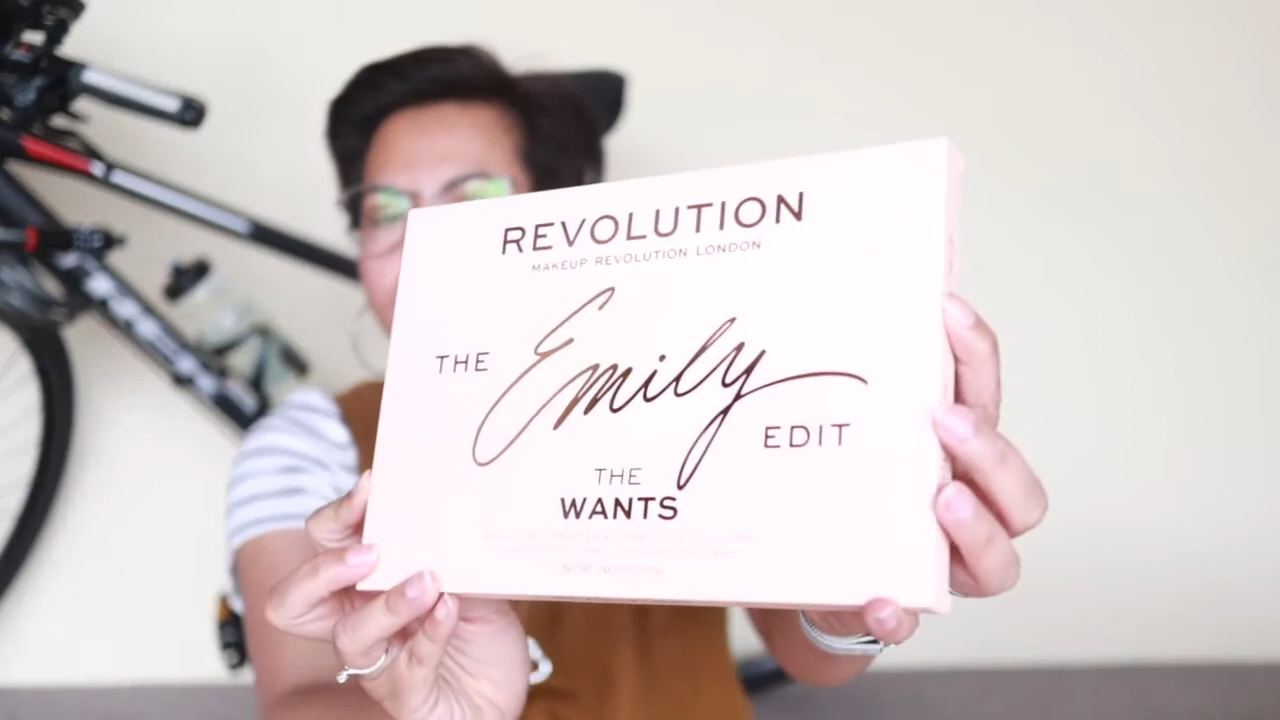 REVOLUTION
MAKEUP REVOLUTION LONDON
THE Emily EDIT
THE
WANTS